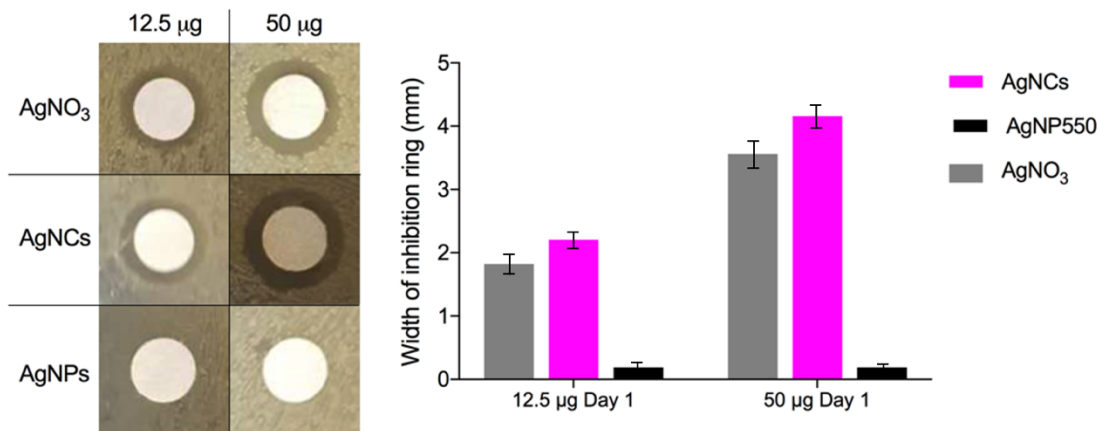 12.5 μg 50 μg
AgNO₃
AgNCs
AgNPs
Width of inhibition ring (mm)
5
4
3
2
1
0
12.5 μg Day 1
50 μg Day 1
AgNCs
AgNP550
AgNO₃